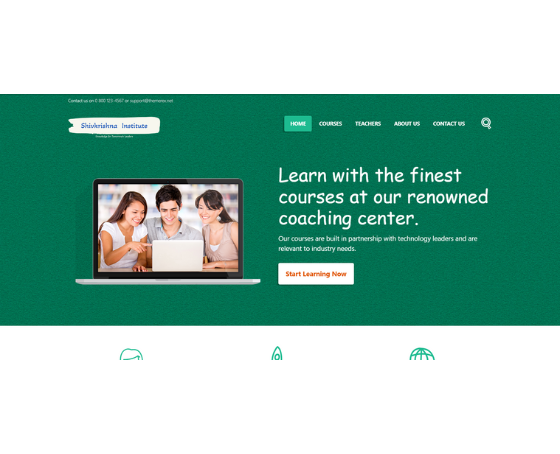 Contact us on 0 800 123-4567 or support@themerex.net
Shivkrishna Institute
HOME COURSES TEACHERS ABOUT US CONTACT US
Learn with the finest
courses at our renowned
coaching center.
Our courses are built in partnership with technology leaders and are
relevant to industry needs.
Start Learning Now